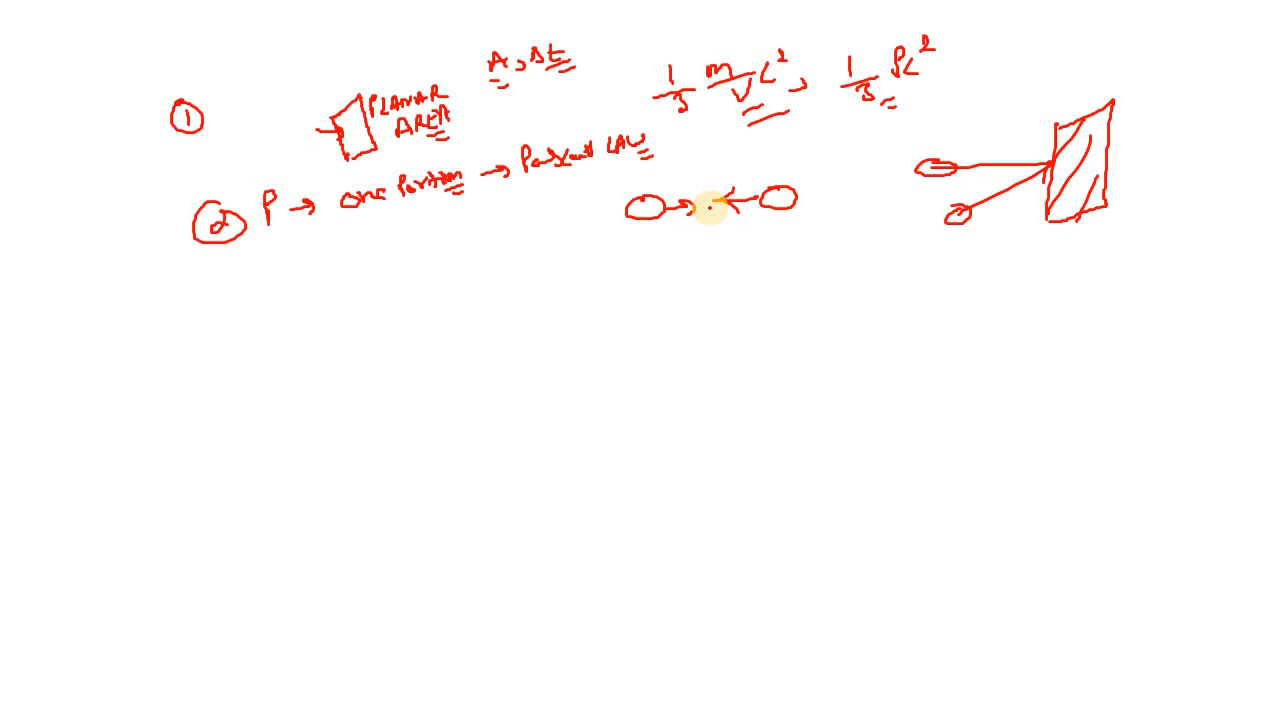 ① PLANAR AREA A, Δt 1/3 m/V C², 1/3 ρC²
② P → one Position → Pascal's LAW